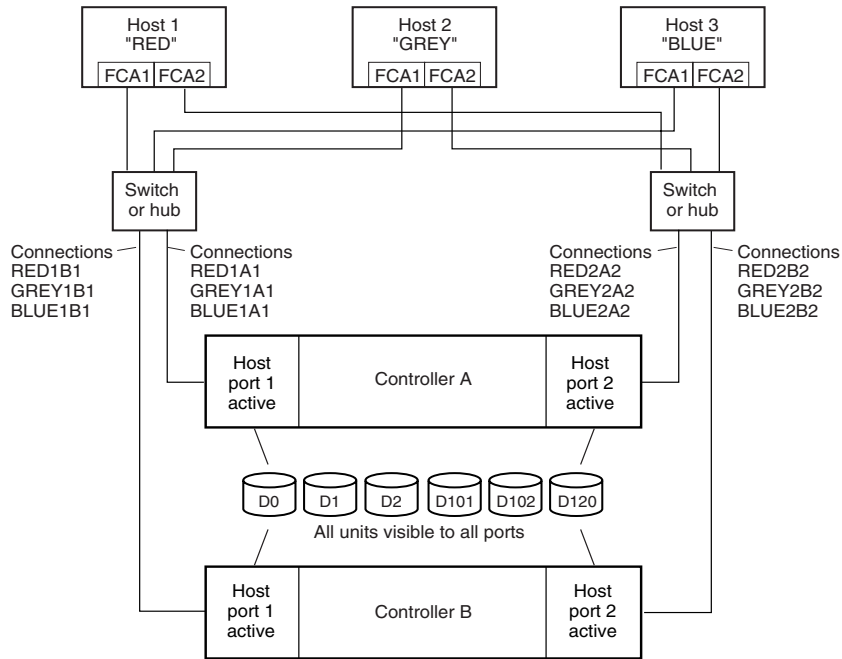 Host 1
"RED"
FCA1 FCA2
Host 2
"GREY"
FCA1 FCA2
Host 3
"BLUE"
FCA1 FCA2
Switch
or hub
Switch
or hub
Connections
RED1B1
GREY1B1
BLUE1B1
Connections
RED1A1
GREY1A1
BLUE1A1
Connections
RED2A2
GREY2A2
BLUE2A2
Connections
RED2B2
GREY2B2
BLUE2B2
Host
port 1
active
Controller A
Host
port 2
active
D0 D1 D2 D101 D102 D120
All units visible to all ports
Host
port 1
active
Controller B
Host
port 2
active